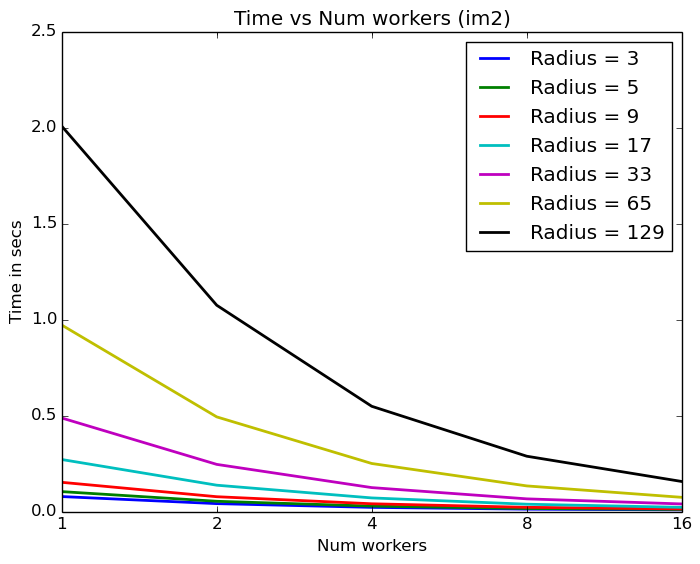 Time vs Num workers (im2)
2.5
2.0
1.5
1.0
0.5
0.0
Time in secs
Radius = 3
Radius = 5
Radius = 9
Radius = 17
Radius = 33
Radius = 65
Radius = 129
1 2 4 8 16
Num workers